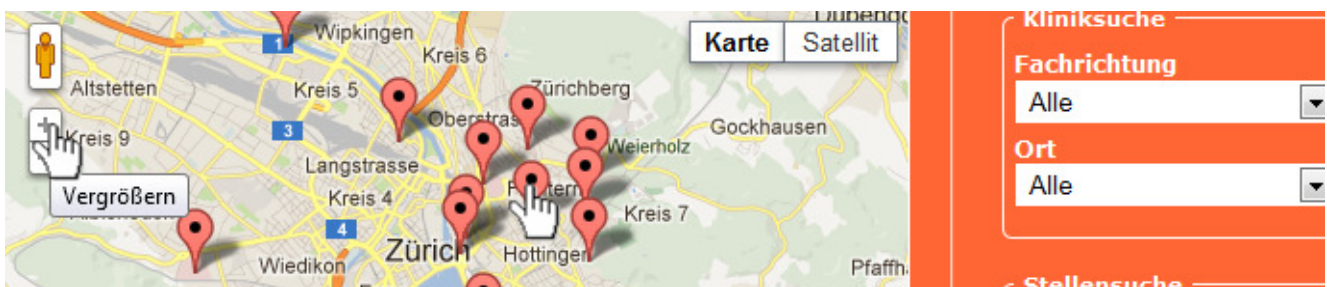 Wipkingen
1
Kreis 6
Karte Satellit
Altstetten
Kreis 5
Zürichberg
3
Gockhausen
Kreis 9
Weierholz
Langstrasse
Vergrößern
Kreis 4
Kreis 7
4
Zürich
Hottingen
Wiedikon
Kliniksuche
Fachrichtung
Alle
Ort
Alle
Stellensuche